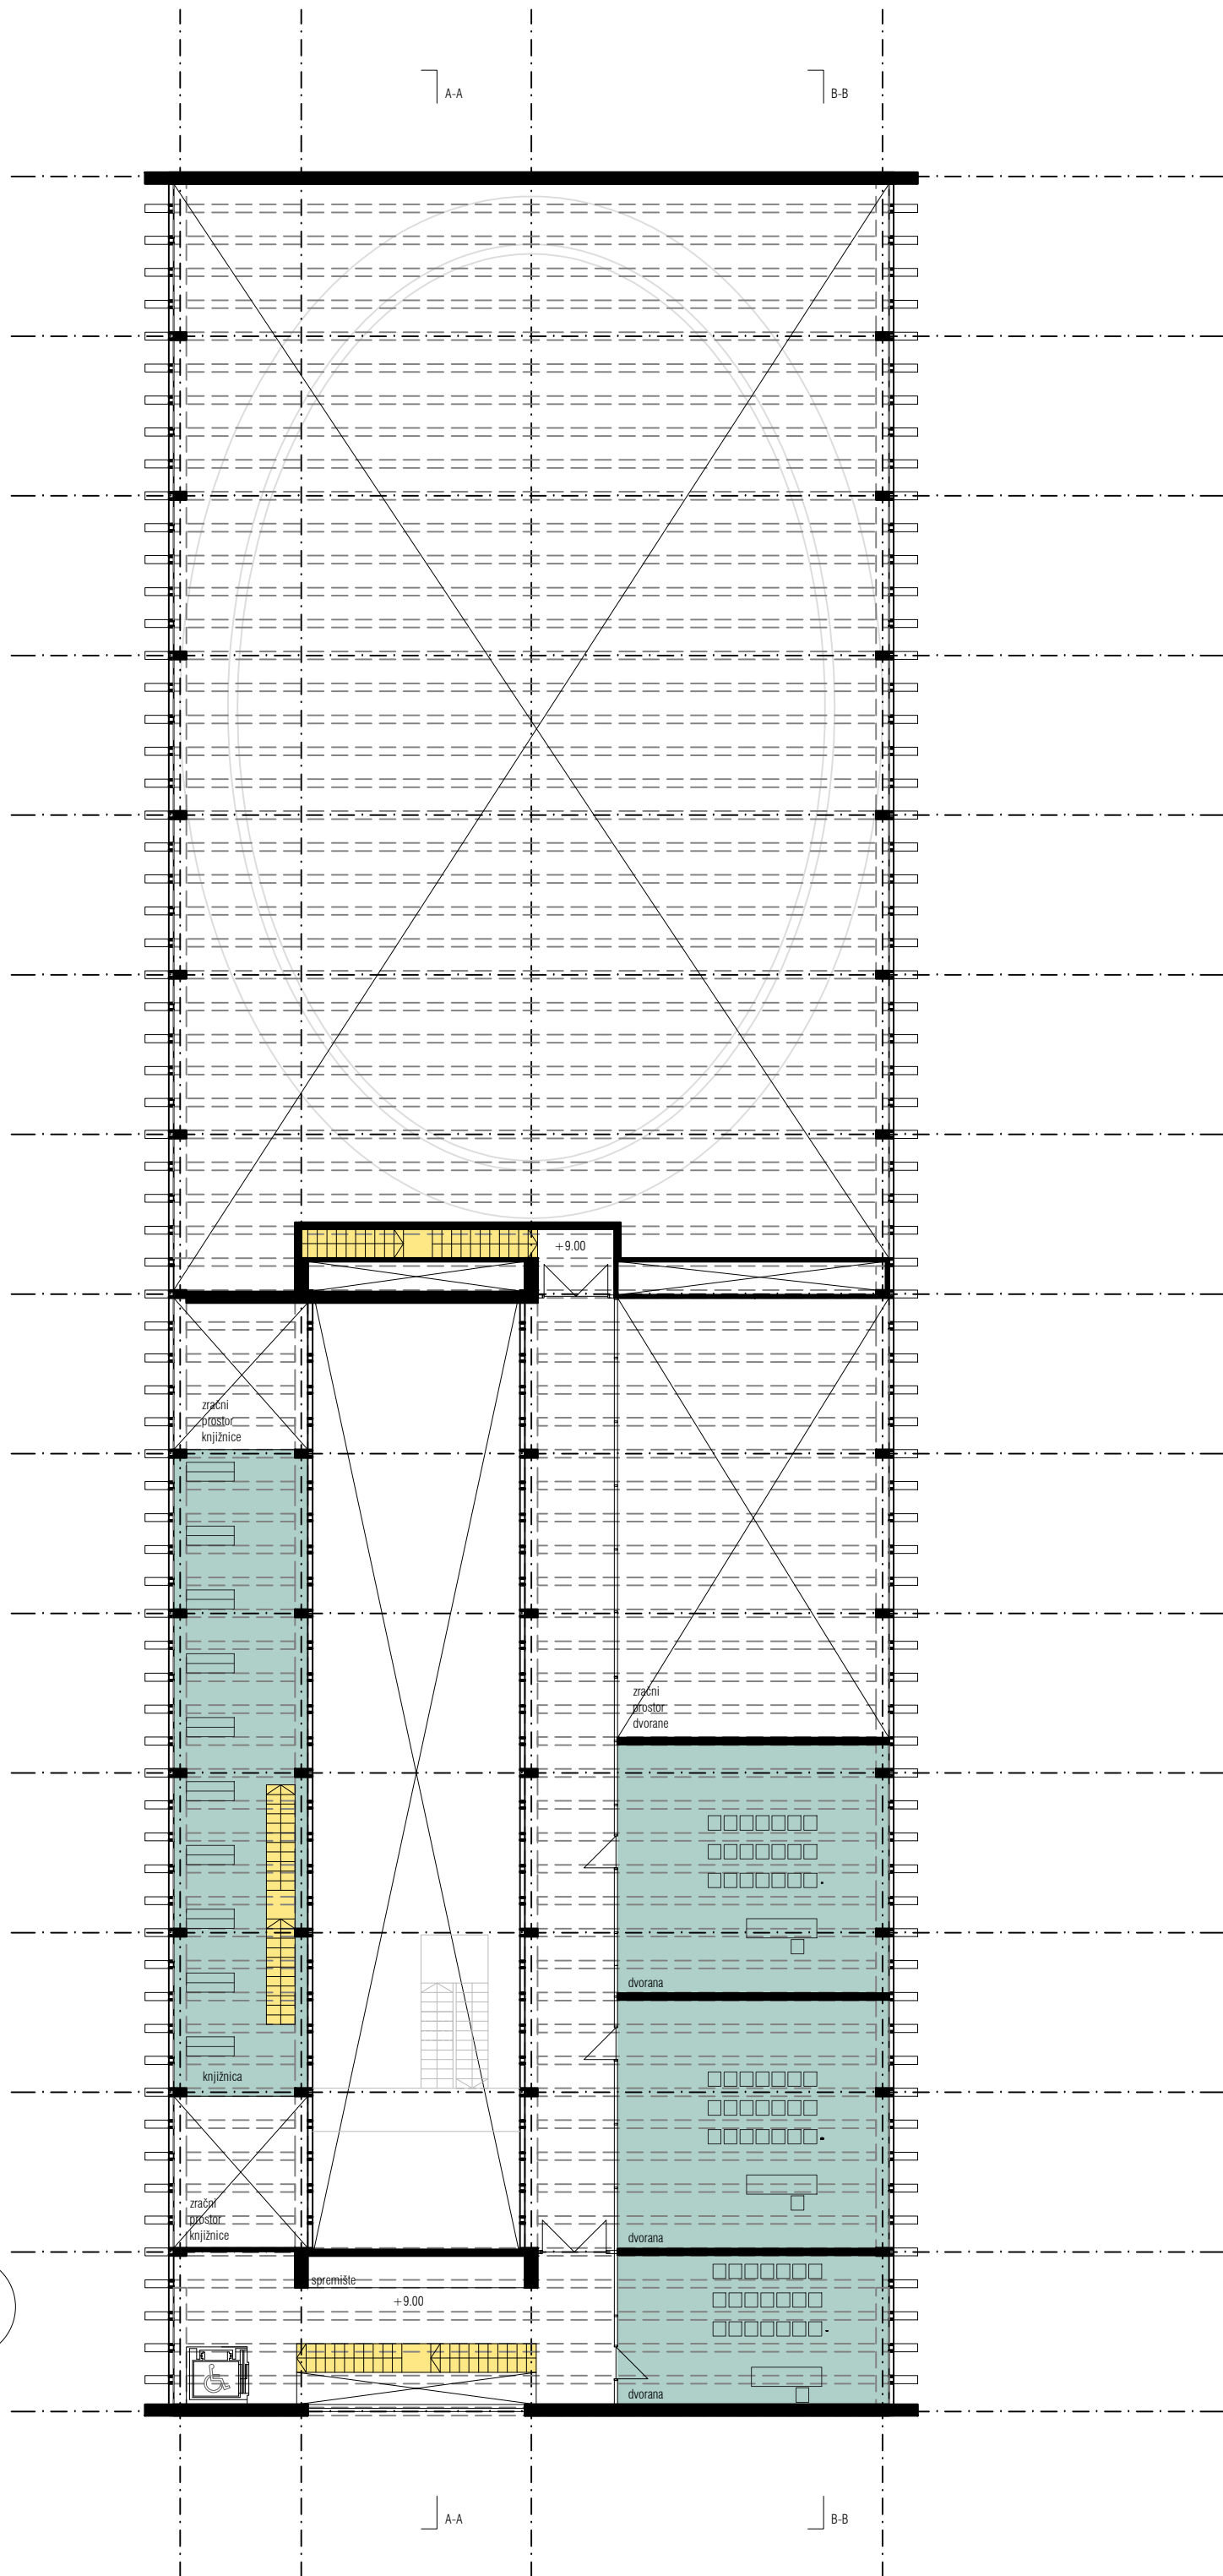 A-A
B-B
+9.00
zračni
prostor
knjižnice
zračni
prostor
dvorane
dvorana
knjižnica
zračni
prostor
knjižnice
dvorana
spremište
+9.00
dvorana
A-A
B-B